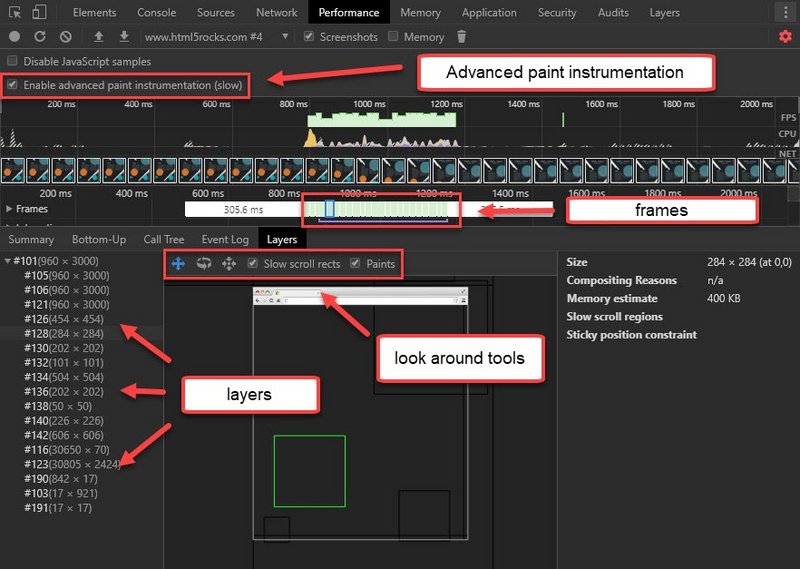 Elements Console Sources Network Performance Memory Application Security Audits Layers
www.html5rocks.com #4 Screenshots Memory
Disable JavaScript samples
Enable advanced paint instrumentation (slow)
Advanced paint instrumentation
200 ms 400 ms 600 ms 800 ms 1000 ms 1200 ms 1400 ms 1600 ms 1800 ms 2000 ms
FPS
CPU
NET
200 ms 400 ms 600 ms 800 ms 1000 ms 1200 ms 1400 ms 1600 ms 1800 ms 2000 ms
Frames 305.6 ms ms
frames
Summary Bottom-Up Call Tree Event Log Layers
#101(960 × 3000)
#105(960 × 3000)
#106(960 × 3000)
#121(960 × 3000)
#126(454 × 454)
#128(284 × 284)
#130(202 × 202)
#132(101 × 101)
#134(504 × 504)
#136(202 × 202)
#138(50 × 50)
#140(226 × 226)
#142(606 × 606)
#116(30650 × 70)
#123(30805 × 2424)
#190(842 × 17)
#103(17 × 921)
#191(17 × 17)
layers
Slow scroll rects Paints
look around tools
Size 284 × 284 (at 0,0)
Compositing Reasons n/a
Memory estimate 400 KB
Slow scroll regions
Sticky position constraint